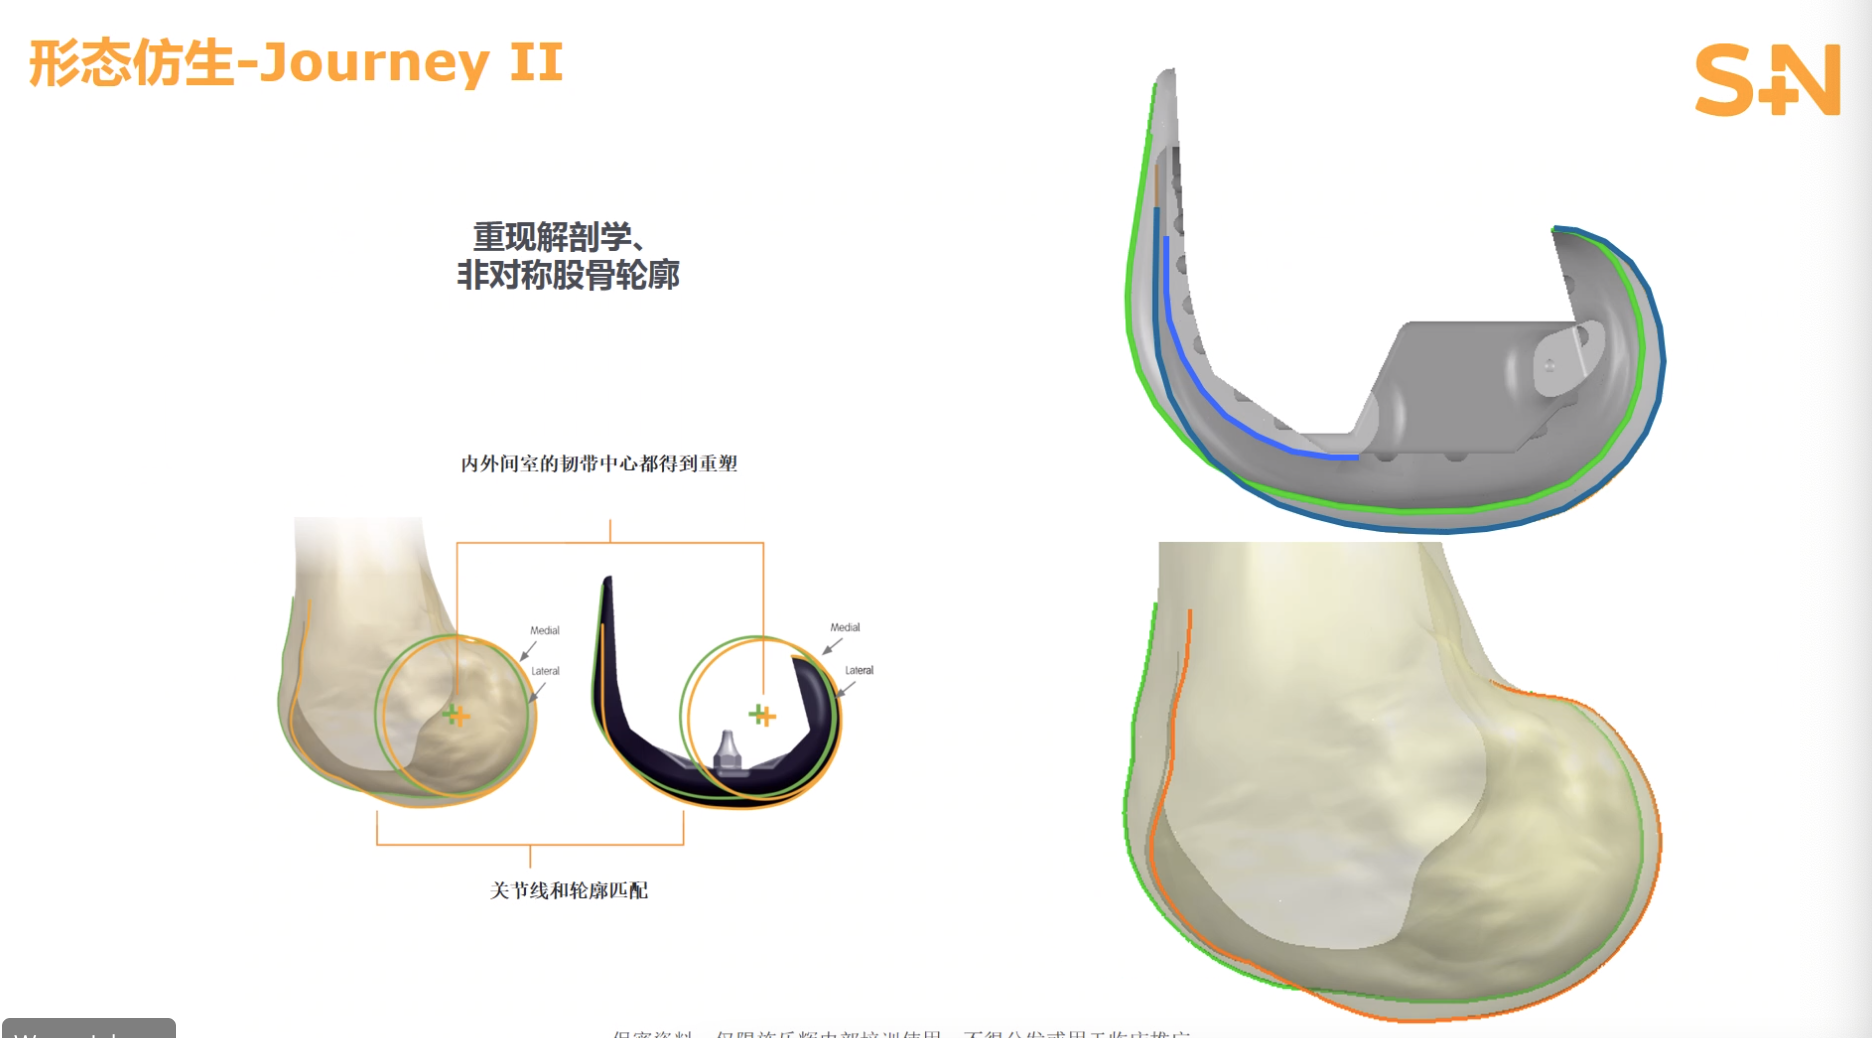 形态仿生-Journey II
S+N
重现解剖学、
非对称股骨轮廓
内外间室的韧带中心都得到重塑
Medial
Lateral
Medial
Lateral
关节线和轮廓匹配